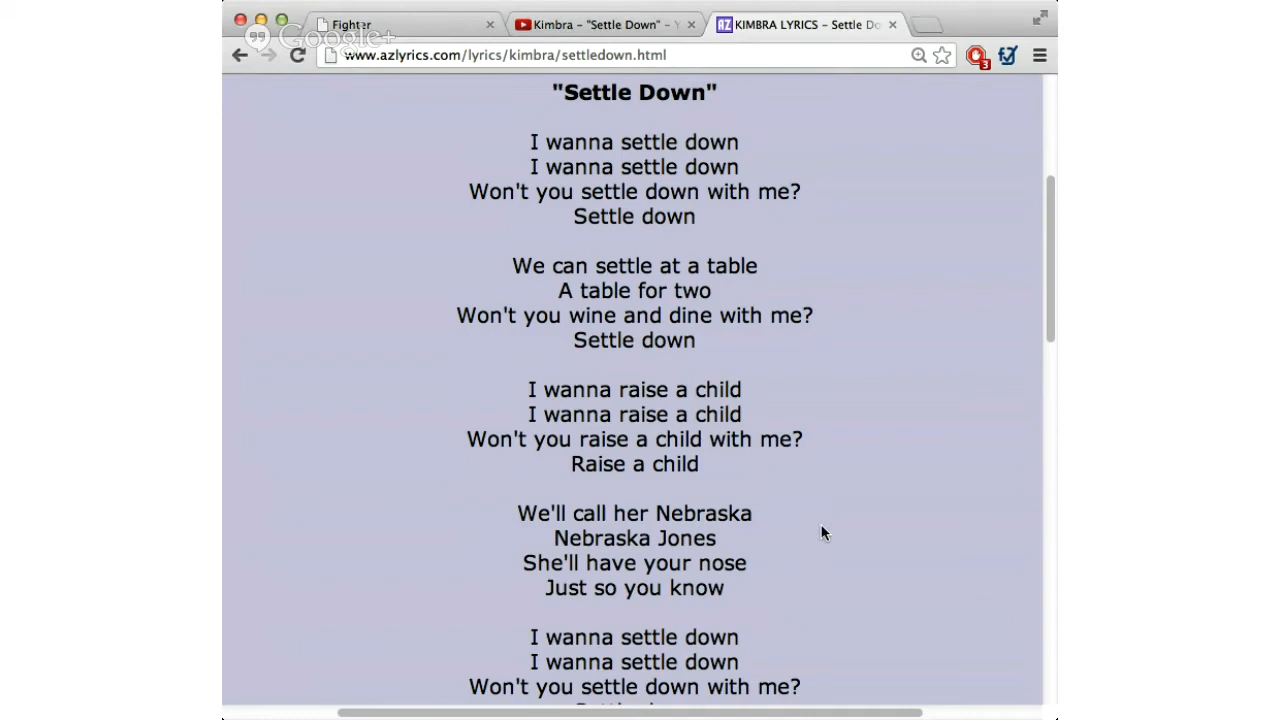 Fighter
Kimbra - "Settle Down" - Y
KIMBRA LYRICS - Settle Do
Google+
www.azlyrics.com/lyrics/kimbra/settledown.html
3
"Settle Down"
I wanna settle down
I wanna settle down
Won't you settle down with me?
Settle down
We can settle at a table
A table for two
Won't you wine and dine with me?
Settle down
I wanna raise a child
I wanna raise a child
Won't you raise a child with me?
Raise a child
We'll call her Nebraska
Nebraska Jones
She'll have your nose
Just so you know
I wanna settle down
I wanna settle down
Won't you settle down with me?